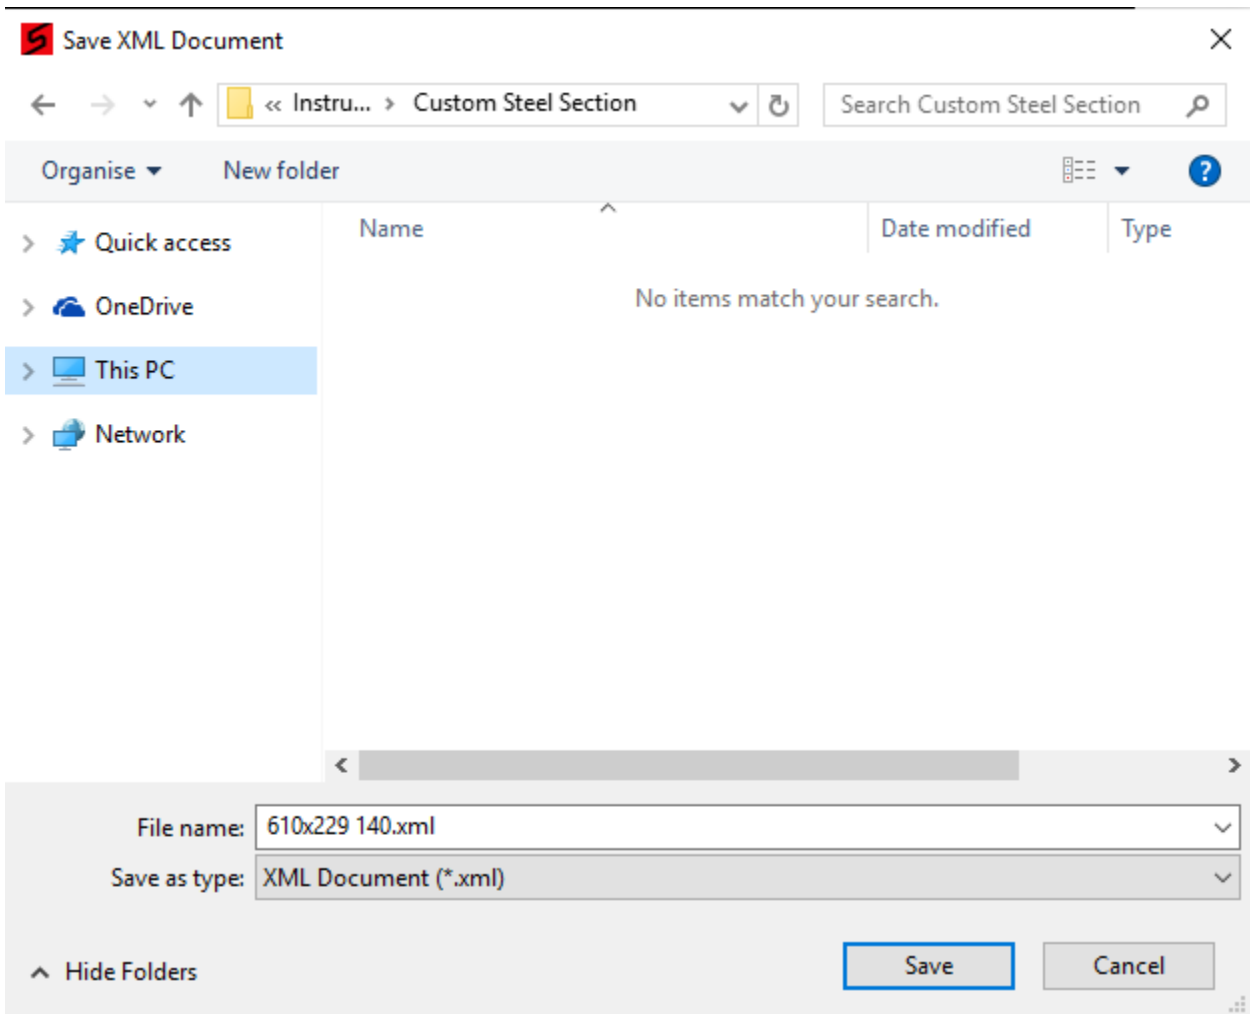 Save XML Document
« Instru... › Custom Steel Section
Search Custom Steel Section
Organise
New folder
Name
Date modified
Type
Quick access
OneDrive
This PC
Network
No items match your search.
File name: 610x229 140.xml
Save as type: XML Document (*.xml)
Hide Folders
Save
Cancel